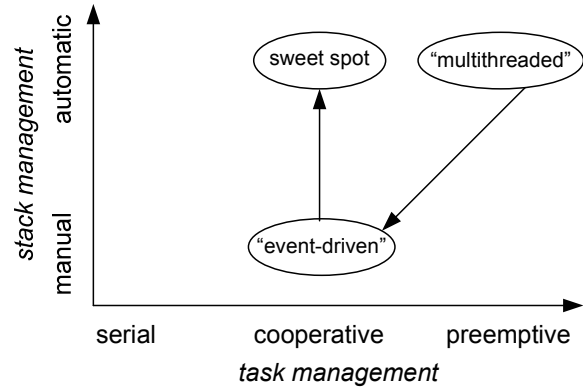 automatic
sweet spot
“multithreaded”
stack management
manual
“event-driven”
serial
cooperative
preemptive
task management